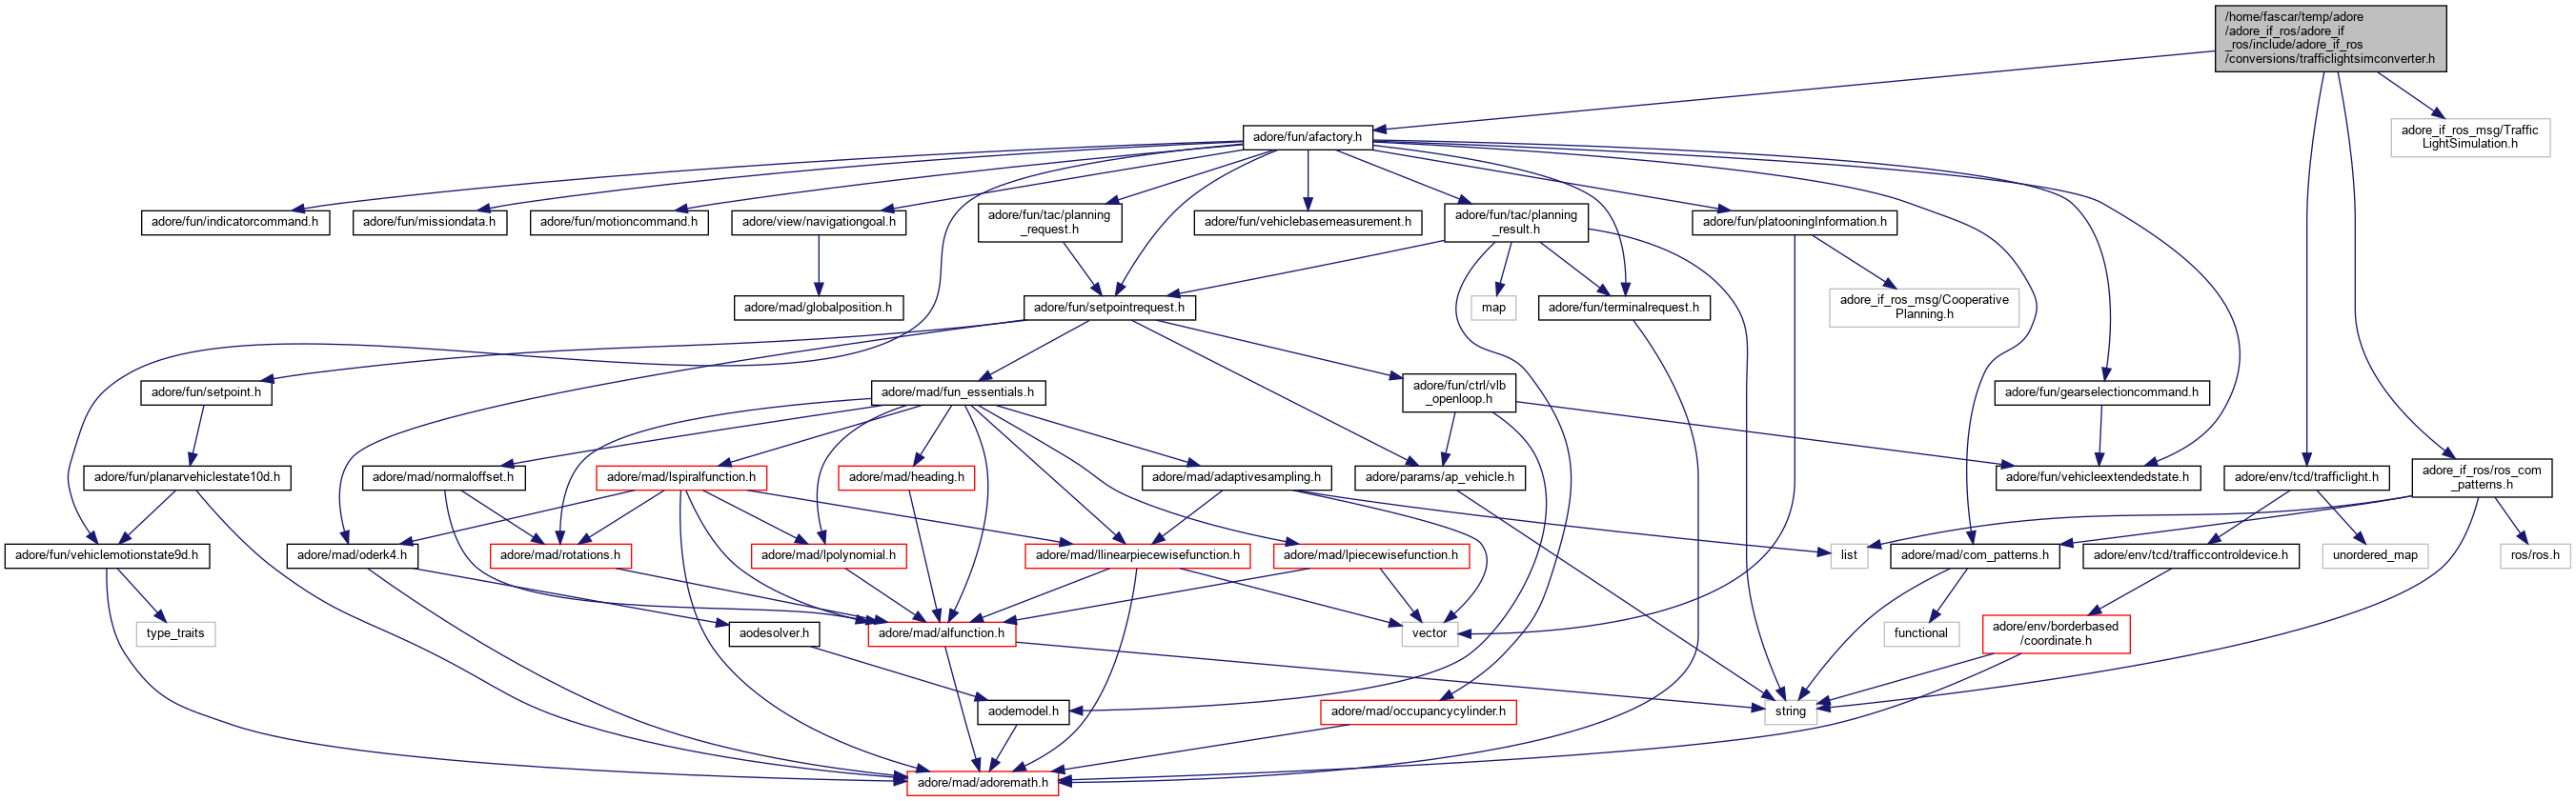 /home/fascar/temp/adore
/adore_if_ros/adore_if
_ros/include/adore_if_ros
/conversions/trafficlightsimconverter.h
adore/fun/afactory.h
adore_if_ros_msg/Traffic
LightSimulation.h
adore/fun/indicatorcommand.h
adore/fun/missiondata.h
adore/fun/motioncommand.h
adore/view/navigationgoal.h
adore/fun/tac/planning
_request.h
adore/fun/vehiclebasemeasurement.h
adore/fun/tac/planning
_result.h
adore/fun/platooningInformation.h
adore/mad/globalposition.h
adore/fun/setpointrequest.h
map
adore/fun/terminalrequest.h
adore_if_ros_msg/Cooperative
Planning.h
adore/fun/setpoint.h
adore/mad/fun_essentials.h
adore/fun/ctrl/vlb
_openloop.h
adore/fun/gearselectioncommand.h
adore/fun/planarvehiclestate10d.h
adore/mad/normaloffset.h
adore/mad/lspiralfunction.h
adore/mad/heading.h
adore/mad/adaptivesampling.h
adore/params/ap_vehicle.h
adore/fun/vehicleextendedstate.h
adore/env/tcd/trafficlight.h
adore_if_ros/ros_com
_patterns.h
adore/fun/vehiclemotionstate9d.h
adore/mad/oderk4.h
adore/mad/rotations.h
adore/mad/lpolynomial.h
adore/mad/llinearpiecewisefunction.h
adore/mad/lpiecewisefunction.h
list
adore/mad/com_patterns.h
adore/env/tcd/trafficcontroldevice.h
unordered_map
ros/ros.h
type_traits
aodesolver.h
adore/mad/alfunction.h
vector
functional
adore/env/borderbased
/coordinate.h
aodemodel.h
adore/mad/occupancycylinder.h
string
adore/mad/adoremath.h